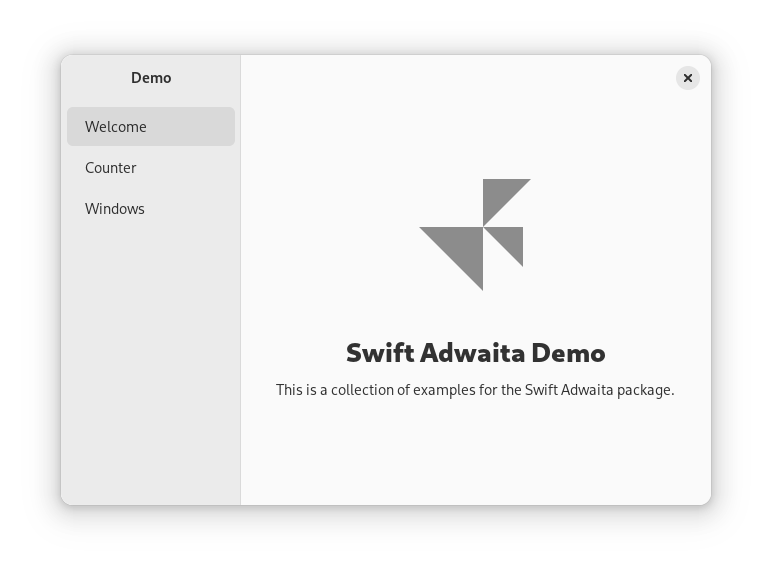 Demo
Welcome
Counter
Windows
Swift Adwaita Demo
This is a collection of examples for the Swift Adwaita package.